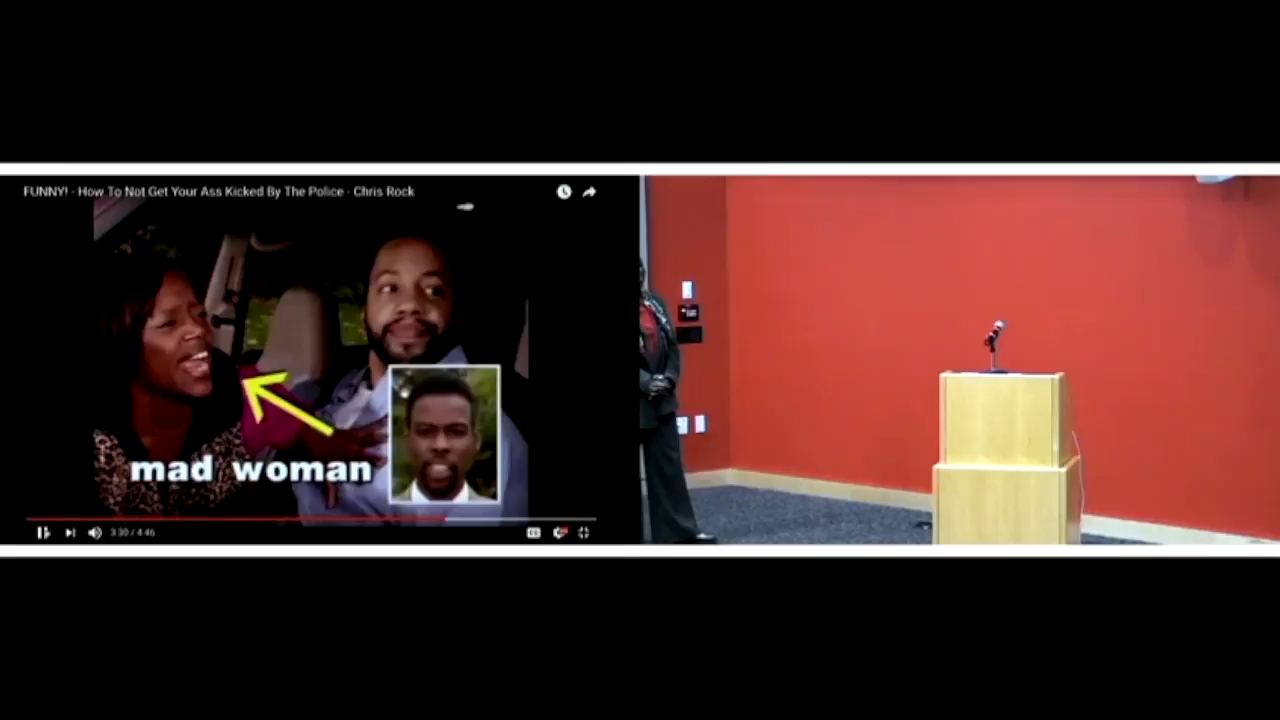 FUNNY! - How To Not Get Your Ass Kicked By The Police - Chris Rock
mad woman
3:30 / 4:46